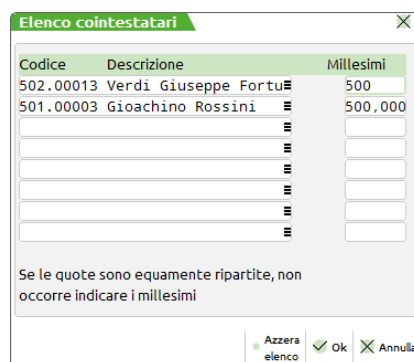 Elenco cointestatari
Codice Descrizione Millesimi
502.00013 Verdi Giuseppe Fortu 500
501.00003 Gioachino Rossini 500,000
Se le quote sono equamente ripartite, non
occorre indicare i millesimi
Azzera elenco Ok Annulla